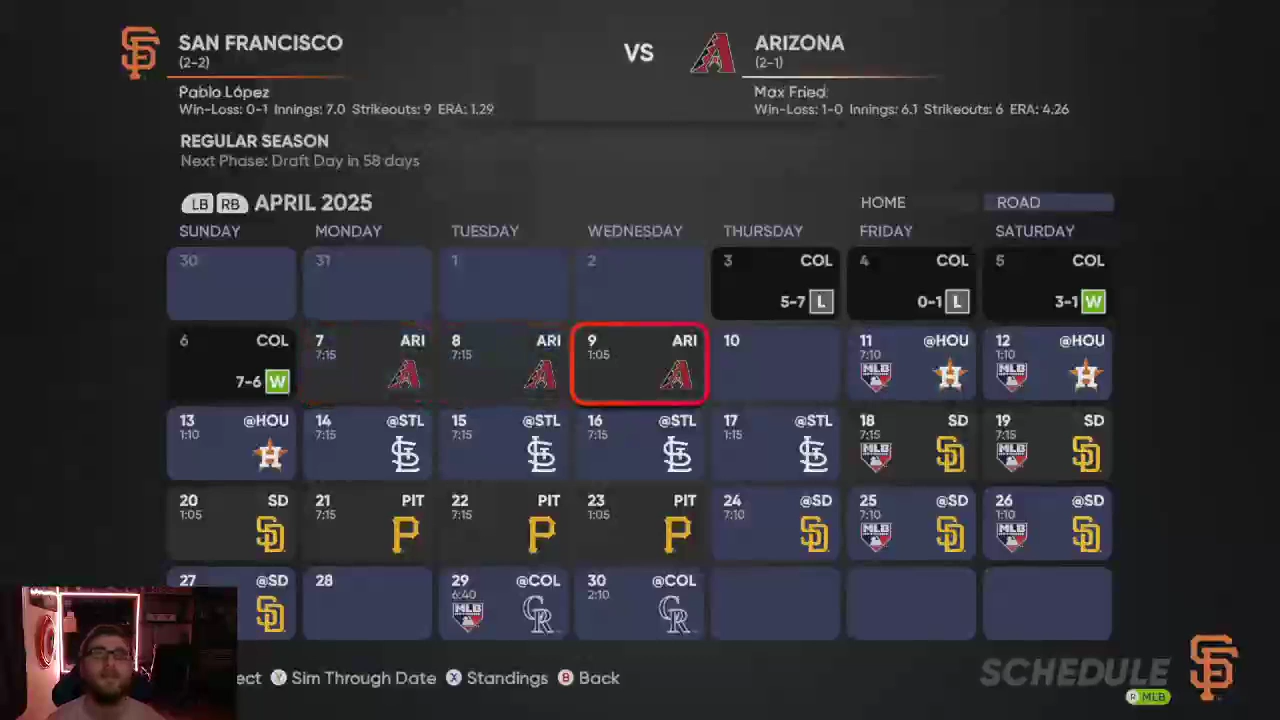 SAN FRANCISCO
(2-2)
VS
ARIZONA
(2-1)
Pablo López
Win-Loss: 0-1 Innings: 7.0 Strikeouts: 9 ERA: 1.29
Max Fried
Win-Loss: 1-0 Innings: 6.1 Strikeouts: 6 ERA: 4.26
REGULAR SEASON
Next Phase: Draft Day in 58 days
LB RB APRIL 2025
HOME ROAD
SUNDAY MONDAY TUESDAY WEDNESDAY THURSDAY FRIDAY SATURDAY
30 31 1 2 3 COL 4 COL 5 COL
5-7 L 0-1 L 3-1 W
6 COL 7 ARI 8 ARI 9 ARI 10 11 @HOU 12 @HOU
7:15 7:15 1:05 7:10 1:10
7-6 W
13 @HOU 14 @STL 15 @STL 16 @STL 17 @STL 18 SD 19 SD
1:10 7:15 7:15 7:15 1:15 7:15 7:15
20 SD 21 PIT 22 PIT 23 PIT 24 @SD 25 @SD 26 @SD
1:05 7:15 7:15 1:05 7:10 7:10 1:10
27 @SD 28 29 @COL 30 @COL
6:40 2:10
ect Y Sim Through Date X Standings B Back
SCHEDULE
R MLB